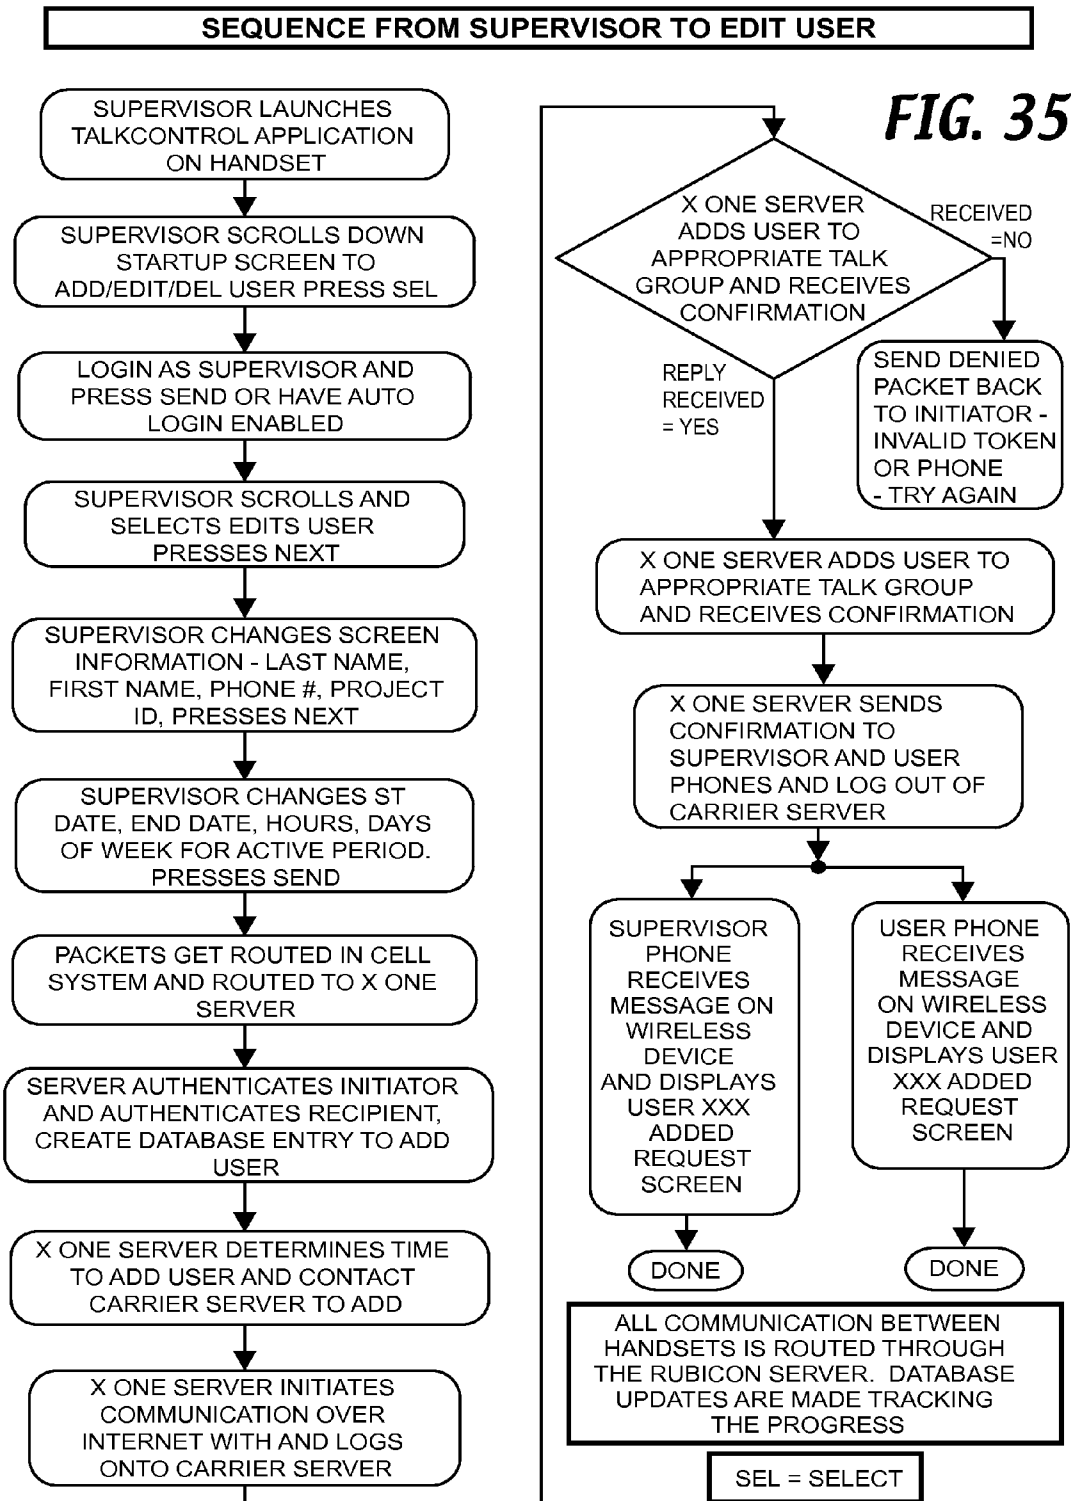 SEQUENCE FROM SUPERVISOR TO EDIT USER
FIG. 35
SUPERVISOR LAUNCHES
TALKCONTROL APPLICATION
ON HANDSET
SUPERVISOR SCROLLS DOWN
STARTUP SCREEN TO
ADD/EDIT/DEL USER PRESS SEL
LOGIN AS SUPERVISOR AND
PRESS SEND OR HAVE AUTO
LOGIN ENABLED
SUPERVISOR SCROLLS AND
SELECTS EDITS USER
PRESSES NEXT
SUPERVISOR CHANGES SCREEN
INFORMATION - LAST NAME,
FIRST NAME, PHONE #, PROJECT
ID, PRESSES NEXT
SUPERVISOR CHANGES ST
DATE, END DATE, HOURS, DAYS
OF WEEK FOR ACTIVE PERIOD.
PRESSES SEND
PACKETS GET ROUTED IN CELL
SYSTEM AND ROUTED TO X ONE
SERVER
SERVER AUTHENTICATES INITIATOR
AND AUTHENTICATES RECIPIENT,
CREATE DATABASE ENTRY TO ADD
USER
X ONE SERVER DETERMINES TIME
TO ADD USER AND CONTACT
CARRIER SERVER TO ADD
X ONE SERVER INITIATES
COMMUNICATION OVER
INTERNET WITH AND LOGS
ONTO CARRIER SERVER
X ONE SERVER
ADDS USER TO
APPROPRIATE TALK
GROUP AND RECEIVES
CONFIRMATION
RECEIVED
=NO
SEND DENIED
PACKET BACK
TO INITIATOR -
INVALID TOKEN
OR PHONE
- TRY AGAIN
REPLY
RECEIVED
= YES
X ONE SERVER ADDS USER TO
APPROPRIATE TALK GROUP
AND RECEIVES CONFIRMATION
X ONE SERVER SENDS
CONFIRMATION TO
SUPERVISOR AND USER
PHONES AND LOG OUT OF
CARRIER SERVER
SUPERVISOR
PHONE
RECEIVES
MESSAGE ON
WIRELESS
DEVICE
AND DISPLAYS
USER XXX
ADDED
REQUEST
SCREEN
DONE
USER PHONE
RECEIVES
MESSAGE
ON WIRELESS
DEVICE AND
DISPLAYS USER
XXX ADDED
REQUEST
SCREEN
DONE
ALL COMMUNICATION BETWEEN
HANDSETS IS ROUTED THROUGH
THE RUBICON SERVER. DATABASE
UPDATES ARE MADE TRACKING
THE PROGRESS
SEL = SELECT